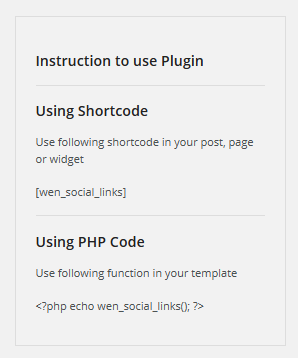 Instruction to use Plugin
Using Shortcode
Use following shortcode in your post, page
or widget
[wen_social_links]
Using PHP Code
Use following function in your template
<?php echo wen_social_links(); ?>